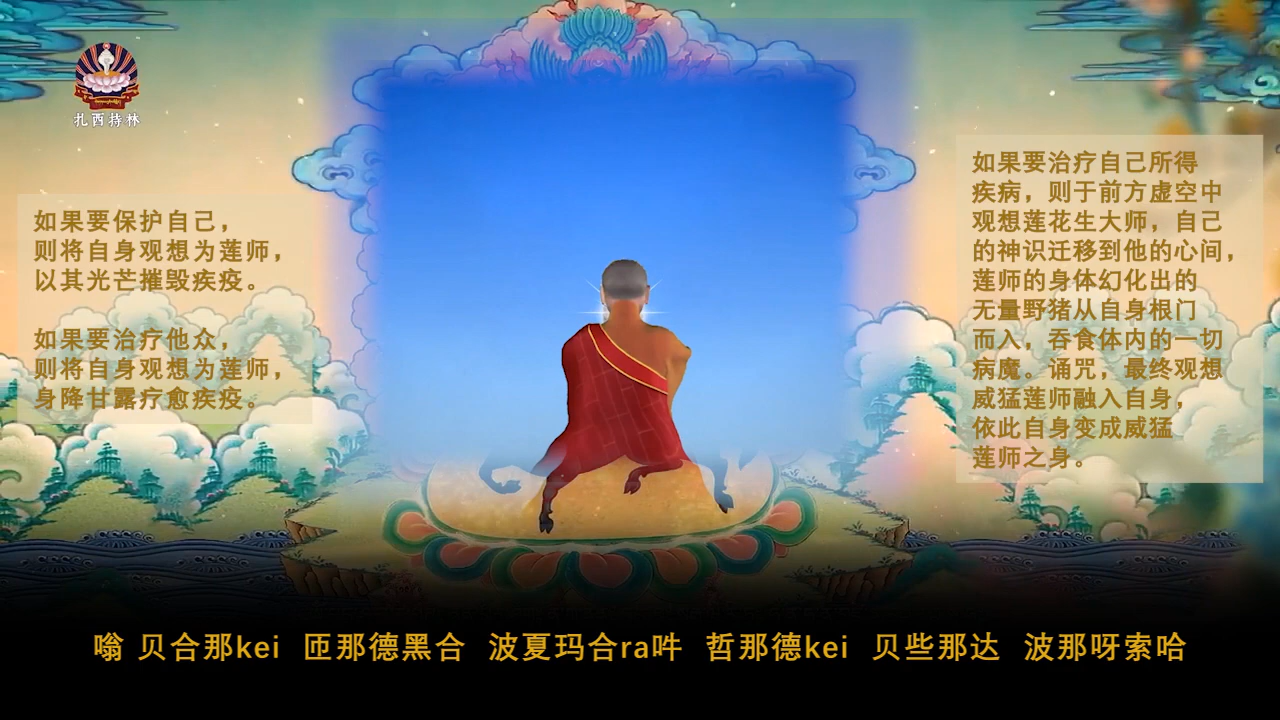 扎西持林
如果要保护自己，
则将自身观想为莲师，
以其光芒摧毁疾疫。
如果要治疗他众，
则将自身观想为莲师，
身降甘露疗愈疾疫。
如果要治疗自己所得
疾病，则于前方虚空中
观想莲花生大师，自己
的神识迁移到他的心间，
莲师的身体幻化出的
无量野猪从自身根门
而入，吞食体内的一切
病魔。诵咒，最终观想
威猛莲师融入自身，
依此自身变成威猛
莲师之身。
嗡 贝合那kei 匝那德黑合 波夏玛合ra吽 哲那德kei 贝些那达 波那呀索哈